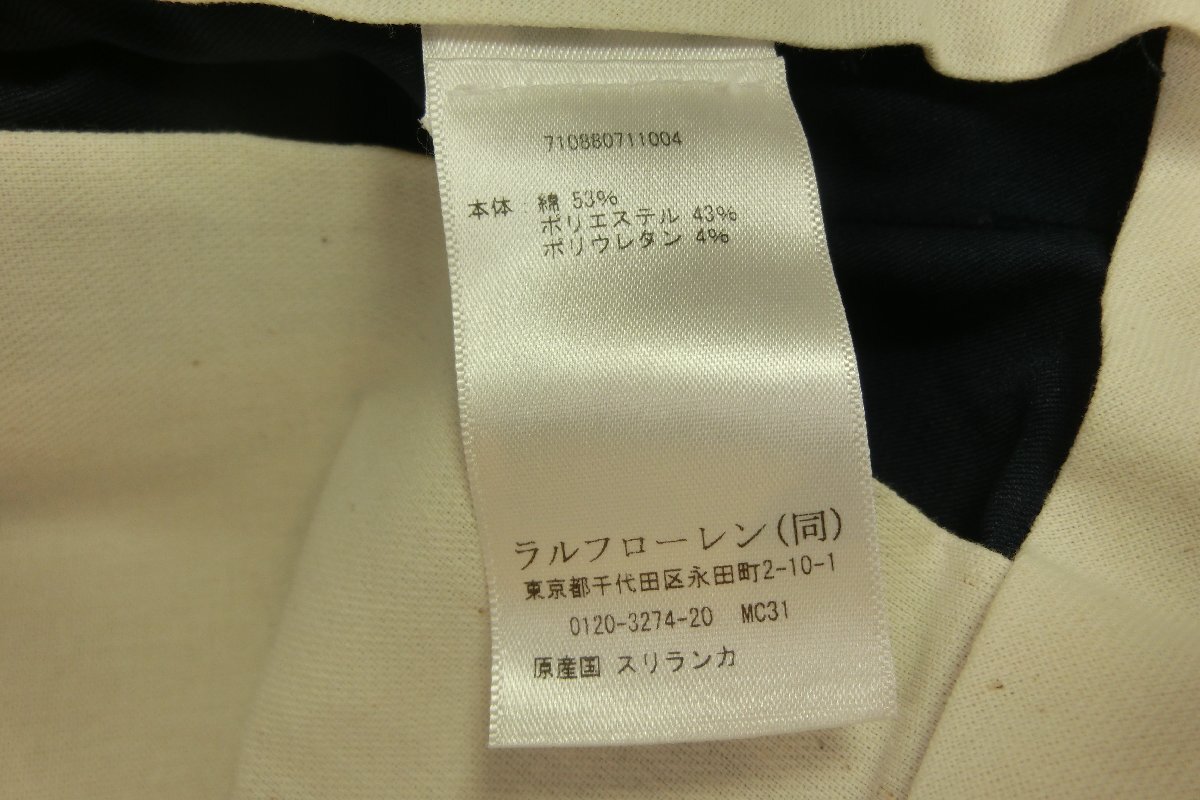 710880711004
本体 綿 53%
ポリエステル 43%
ポリウレタン 4%
ラルフローレン(同)
東京都千代田区永田町2-10-1
0120-3274-20 MC31
原産国 スリランカ